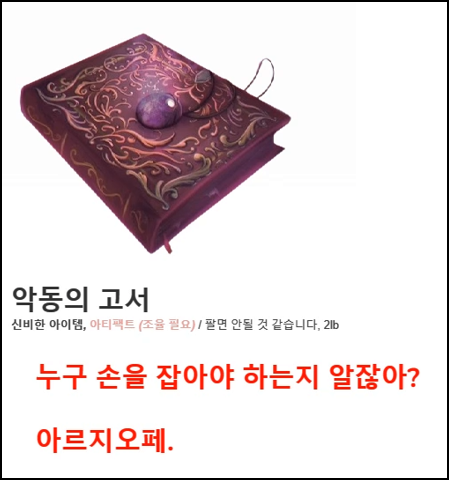 악동의 고서
신비한 아이템, 아티팩트 (조율 필요) / 팔면 안될 것 같습니다, 2lb
누구 손을 잡아야 하는지 알잖아?
아르지오페.